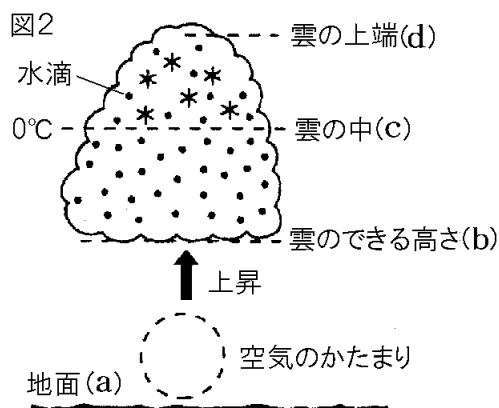 図2
雲の上端(d)
水滴
0℃
雲の中(c)
雲のできる高さ(b)
上昇
空気のかたまり
地面(a)